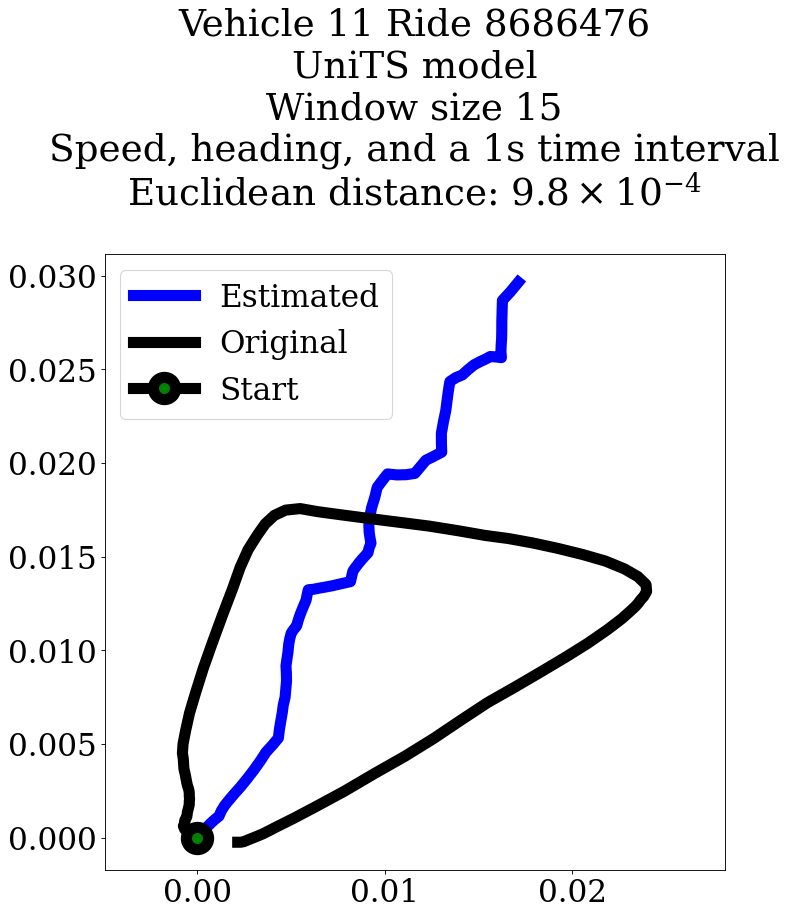 Vehicle 11 Ride 8686476
UniTS model
Window size 15
Speed, heading, and a 1s time interval
Euclidean distance: 9.8 × 10⁻⁴
0.030
0.025
0.020
0.015
0.010
0.005
0.000
Estimated
Original
Start
0.00 0.01 0.02